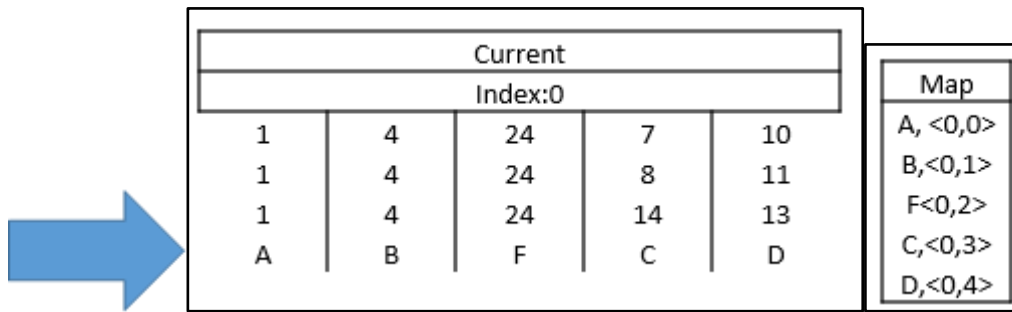 Current
Index:0
1 4 24 7 10
1 4 24 8 11
1 4 24 14 13
A B F C D
Map
A, <0,0>
B,<0,1>
F<0,2>
C,<0,3>
D,<0,4>